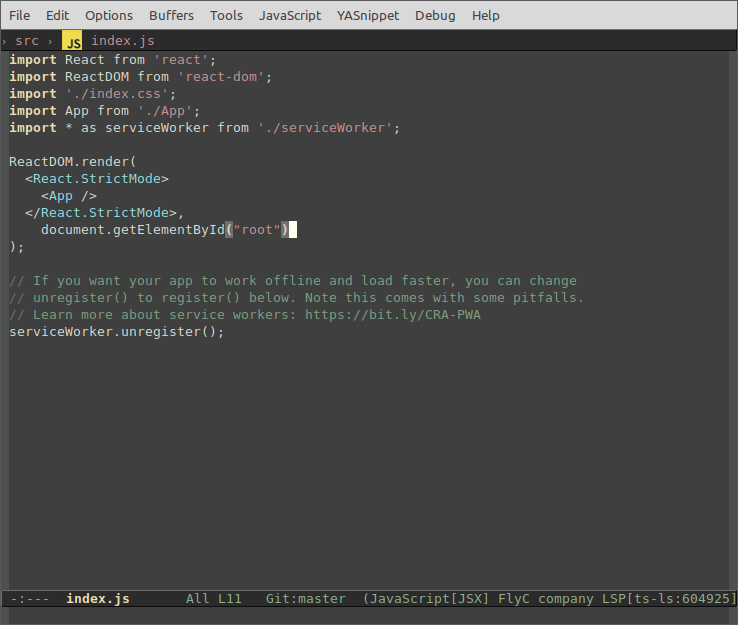 File Edit Options Buffers Tools JavaScript YASnippet Debug Help
› src › JS index.js
import React from 'react';
import ReactDOM from 'react-dom';
import './index.css';
import App from './App';
import * as serviceWorker from './serviceWorker';
ReactDOM.render(
  <React.StrictMode>
    <App />
  </React.StrictMode>,
    document.getElementById("root")
);
// If you want your app to work offline and load faster, you can change
// unregister() to register() below. Note this comes with some pitfalls.
// Learn more about service workers: https://bit.ly/CRA-PWA
serviceWorker.unregister();
-:---  index.js       All L11   Git:master  (JavaScript[JSX] FlyC company LSP[ts-ls:604925]